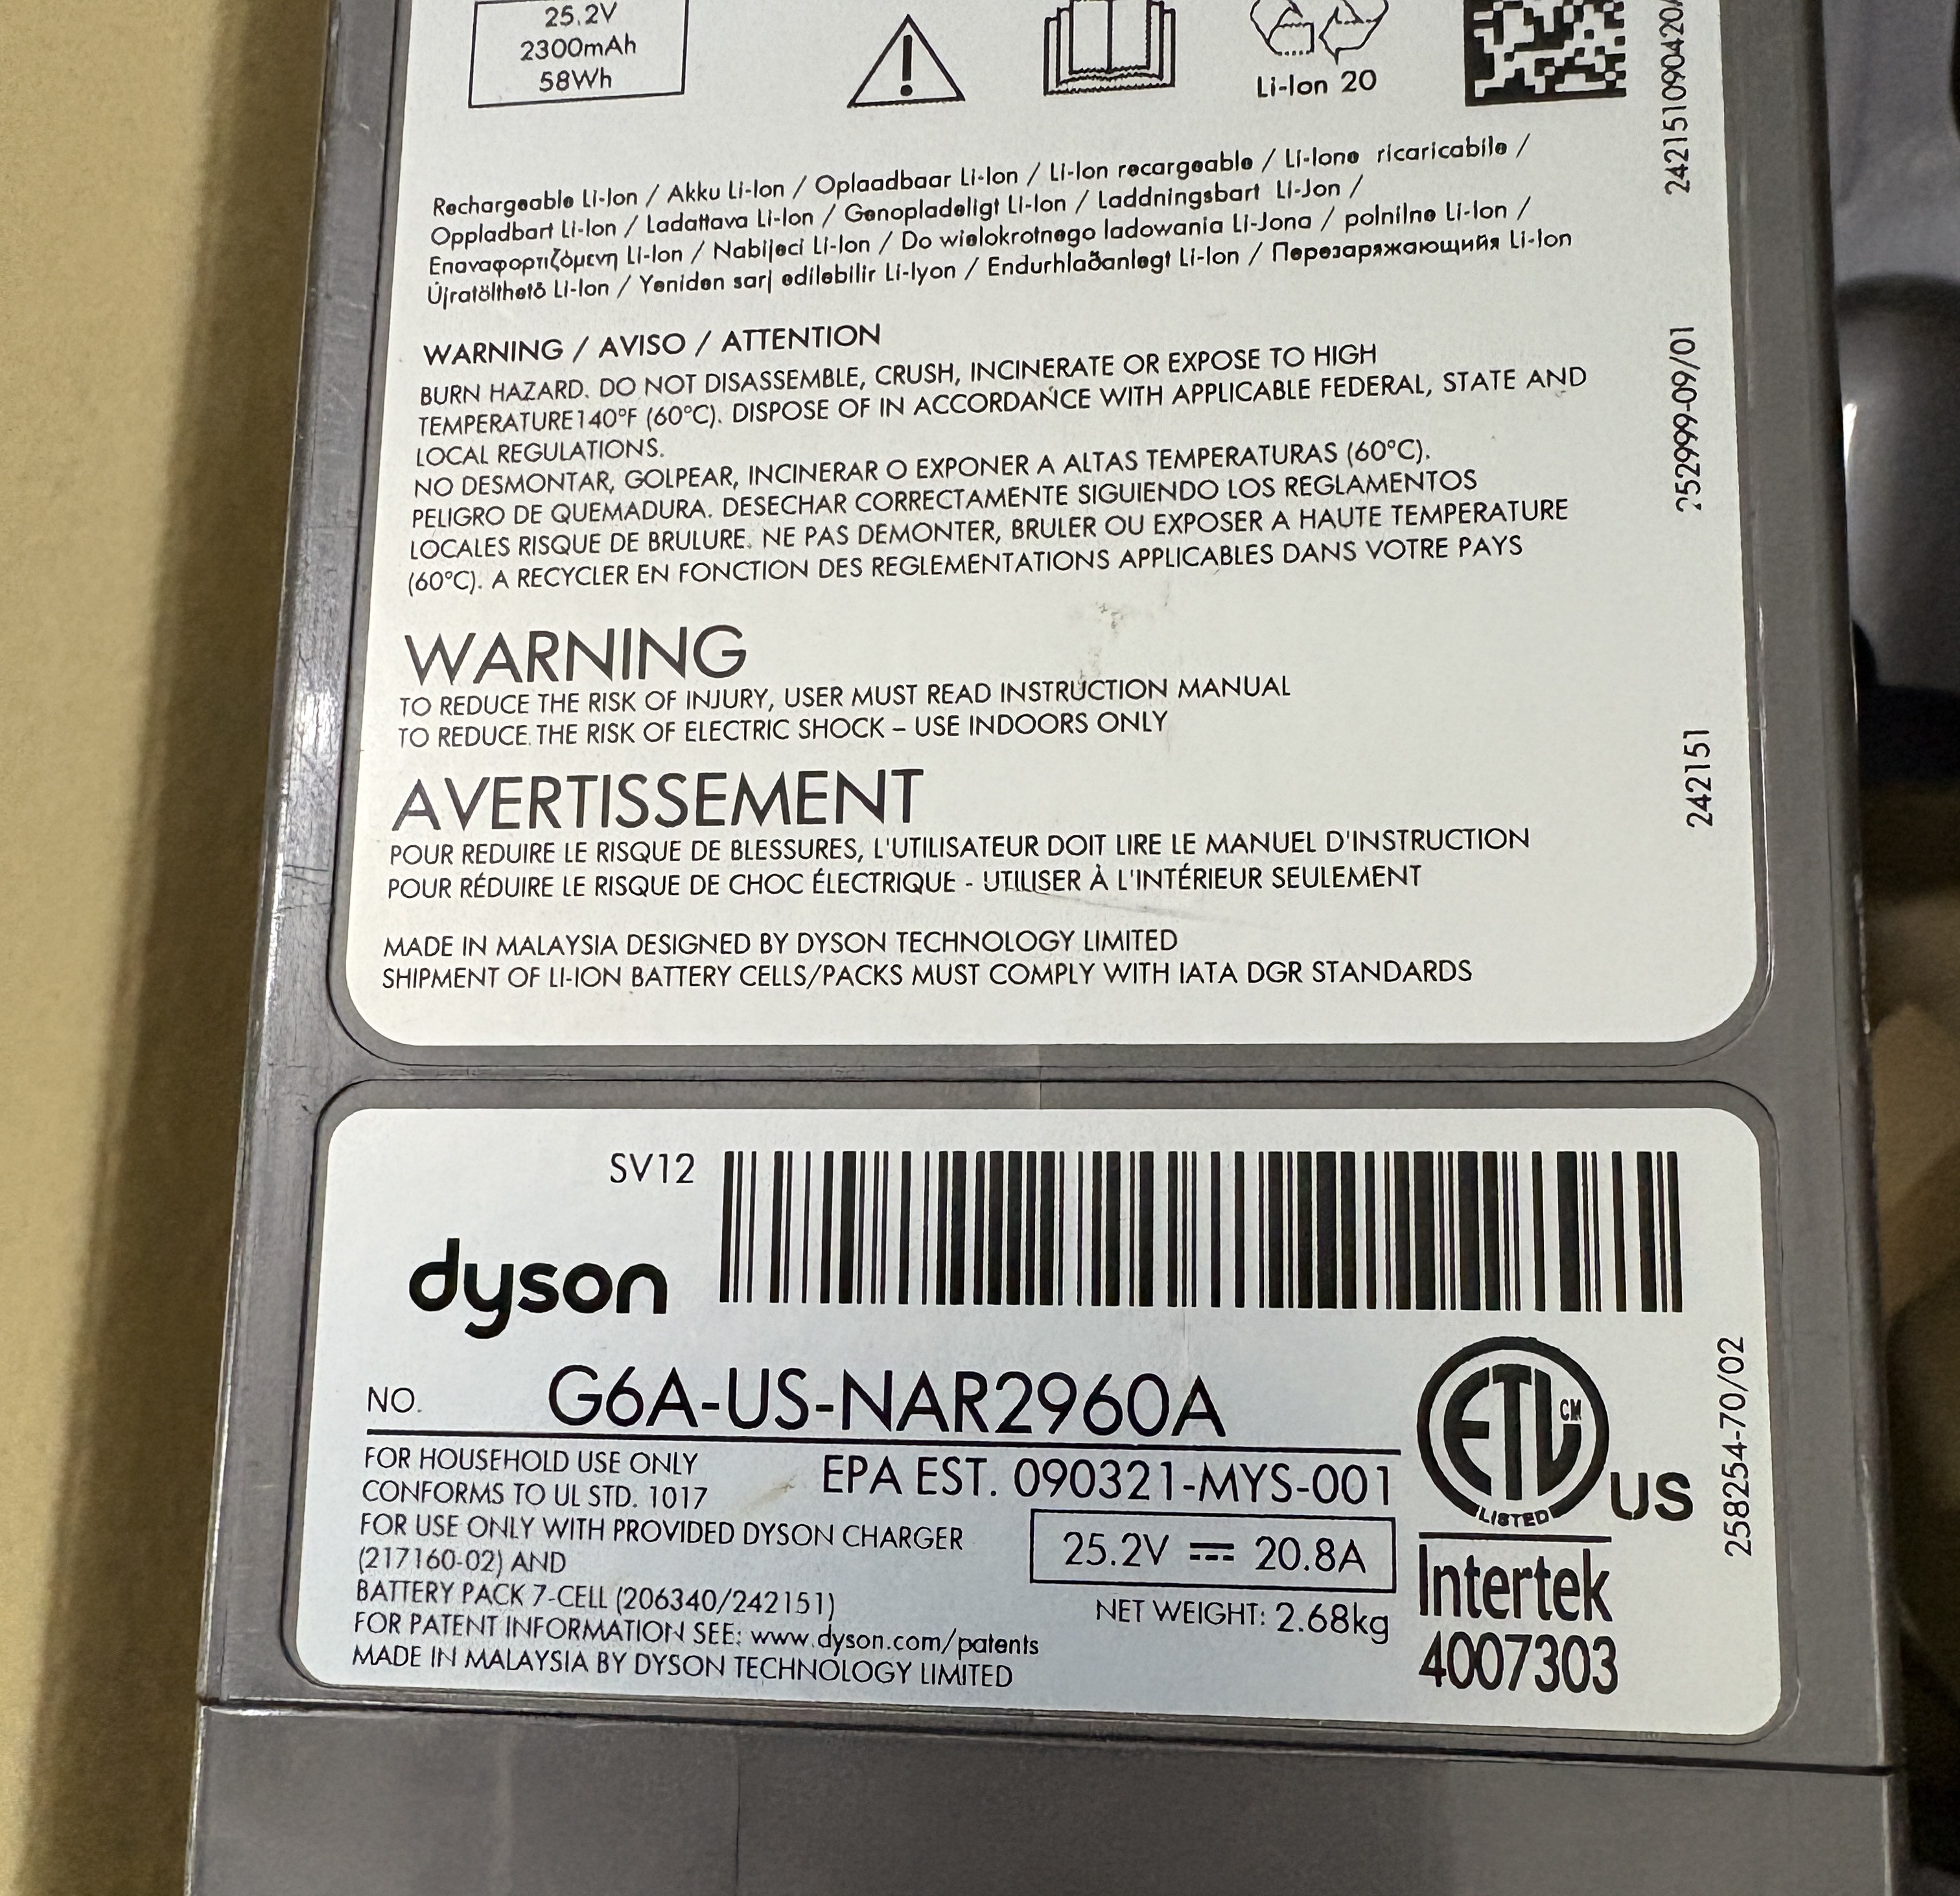 25.2V
2300mAh
58Wh
Li-Ion 20
Rechargeable Li-Ion / Akku Li-Ion / Oplaadbaar Li-Ion / Li-Ion recargeable / Li-Ione ricaricabile /
Oppladbart Li-Ion / Ladattava Li-Ion / Genopladeligt Li-Ion / Laddningsbart Li-Jon /
Επαναφορτιζόμενη Li-Ion / Nabijeci Li-Ion / Do wielokrotnego ladowania Li-Jona / polnilne Li-Ion /
Újratölthetö Li-Ion / Yeniden sarj edilebilir Li-Iyon / Endurhlaðanlegt Li-Ion / Перезаряжающийя Li-Ion
WARNING / AVISO / ATTENTION
BURN HAZARD. DO NOT DISASSEMBLE, CRUSH, INCINERATE OR EXPOSE TO HIGH
TEMPERATURE140°F (60°C). DISPOSE OF IN ACCORDANCE WITH APPLICABLE FEDERAL, STATE AND
LOCAL REGULATIONS.
NO DESMONTAR, GOLPEAR, INCINERAR O EXPONER A ALTAS TEMPERATURAS (60°C).
PELIGRO DE QUEMADURA. DESECHAR CORRECTAMENTE SIGUIENDO LOS REGLAMENTOS
LOCALES RISQUE DE BRULURE. NE PAS DEMONTER, BRULER OU EXPOSER A HAUTE TEMPERATURE
(60°C). A RECYCLER EN FONCTION DES REGLEMENTATIONS APPLICABLES DANS VOTRE PAYS
WARNING
TO REDUCE THE RISK OF INJURY, USER MUST READ INSTRUCTION MANUAL
TO REDUCE THE RISK OF ELECTRIC SHOCK – USE INDOORS ONLY
AVERTISSEMENT
POUR REDUIRE LE RISQUE DE BLESSURES, L'UTILISATEUR DOIT LIRE LE MANUEL D'INSTRUCTION
POUR RÉDUIRE LE RISQUE DE CHOC ÉLECTRIQUE - UTILISER À L'INTÉRIEUR SEULEMENT
MADE IN MALAYSIA DESIGNED BY DYSON TECHNOLOGY LIMITED
SHIPMENT OF LI-ION BATTERY CELLS/PACKS MUST COMPLY WITH IATA DGR STANDARDS
252999-09/01
242151
SV12
dyson
NO. G6A-US-NAR2960A
FOR HOUSEHOLD USE ONLY
CONFORMS TO UL STD. 1017
FOR USE ONLY WITH PROVIDED DYSON CHARGER
(217160-02) AND
BATTERY PACK 7-CELL (206340/242151)
FOR PATENT INFORMATION SEE: www.dyson.com/patents
MADE IN MALAYSIA BY DYSON TECHNOLOGY LIMITED
EPA EST. 090321-MYS-001
25.2V ⎓ 20.8A
NET WEIGHT: 2.68kg
ETL CM
LISTED
US
Intertek
4007303
258254-70/02